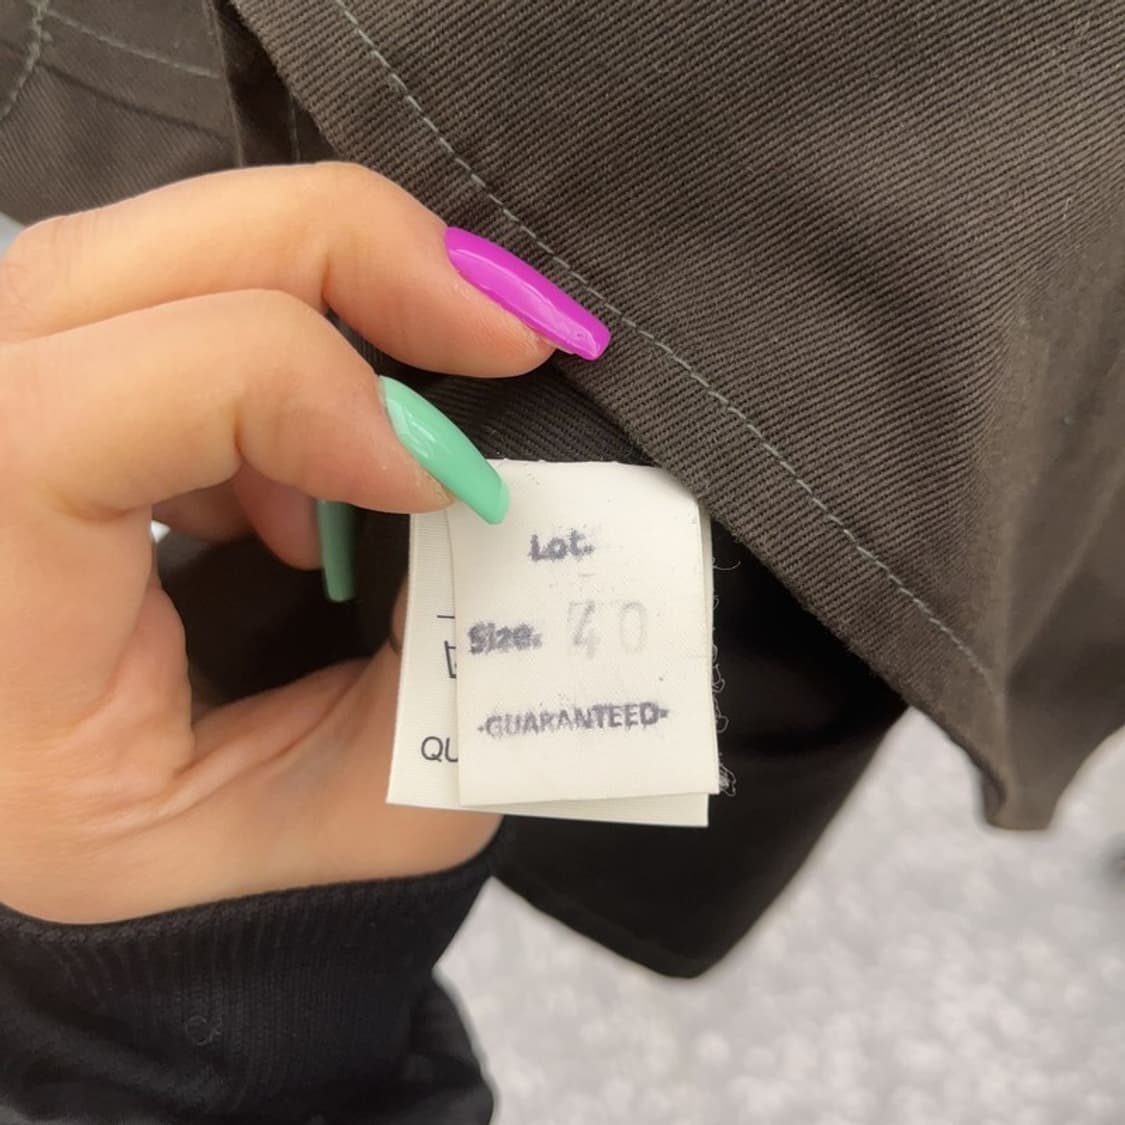 Lot.
Size. 40
-GUARANTEED-
QU